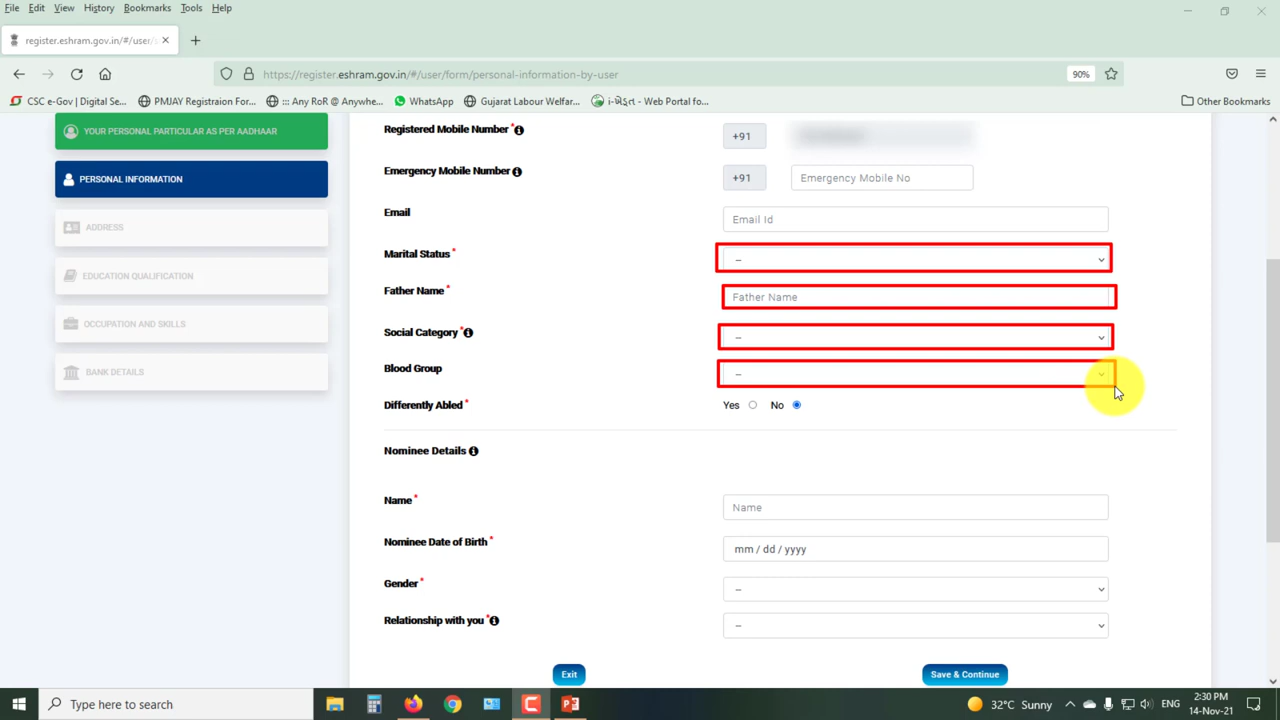 File Edit View History Bookmarks Tools Help
register.eshram.gov.in/#/user/
https://register.eshram.gov.in/#/user/form/personal-information-by-user 90%
CSC e-Gov | Digital Se... PMJAY Registraion For... ::: Any RoR @ Anywhe... WhatsApp Gujarat Labour Welfar... i-ખેડૂત - Web Portal fo... Other Bookmarks
YOUR PERSONAL PARTICULAR AS PER AADHAAR
PERSONAL INFORMATION
ADDRESS
EDUCATION QUALIFICATION
OCCUPATION AND SKILLS
BANK DETAILS
Registered Mobile Number * +91
Emergency Mobile Number +91 Emergency Mobile No
Email Email Id
Marital Status * --
Father Name * Father Name
Social Category * --
Blood Group --
Differently Abled * Yes No
Nominee Details
Name * Name
Nominee Date of Birth * mm / dd / yyyy
Gender * --
Relationship with you * --
Exit Save & Continue
Type here to search 32°C Sunny ENG 2:30 PM
14-Nov-21